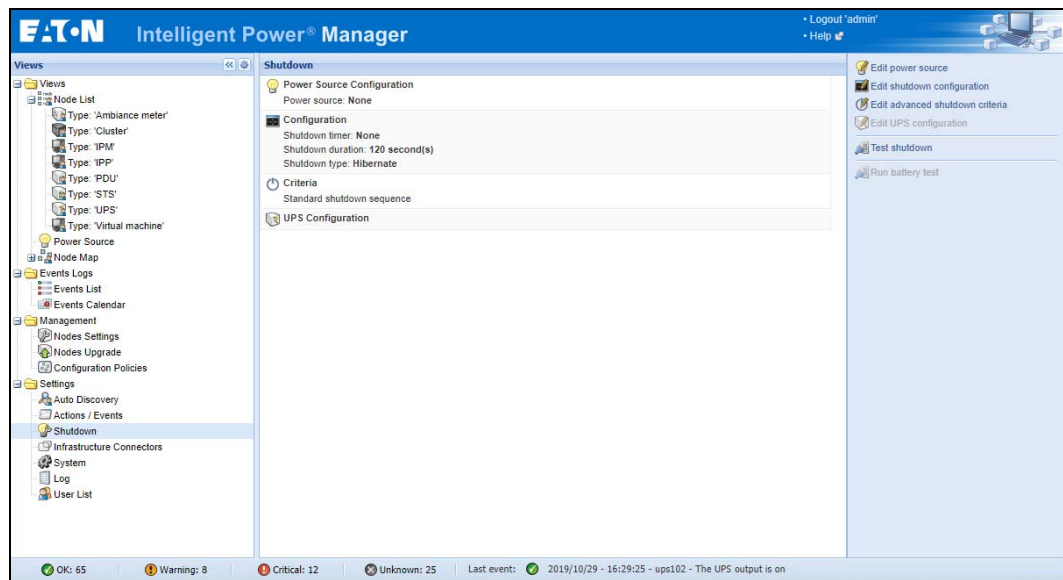 EATON Intelligent Power® Manager
• Logout 'admin'
• Help
Views
Views
Node List
Type: 'Ambiance meter'
Type: 'Cluster'
Type: 'IPM'
Type: 'IPP'
Type: 'PDU'
Type: 'STS'
Type: 'UPS'
Type: 'Virtual machine'
Power Source
Node Map
Events Logs
Events List
Events Calendar
Management
Nodes Settings
Nodes Upgrade
Configuration Policies
Settings
Auto Discovery
Actions / Events
Shutdown
Infrastructure Connectors
System
Log
User List
Shutdown
Power Source Configuration
Power source: None
Configuration
Shutdown timer: None
Shutdown duration: 120 second(s)
Shutdown type: Hibernate
Criteria
Standard shutdown sequence
UPS Configuration
Edit power source
Edit shutdown configuration
Edit advanced shutdown criteria
Edit UPS configuration
Test shutdown
Run battery test
OK: 65 Warning: 8 Critical: 12 Unknown: 25 Last event: 2019/10/29 - 16:29:25 - ups102 - The UPS output is on